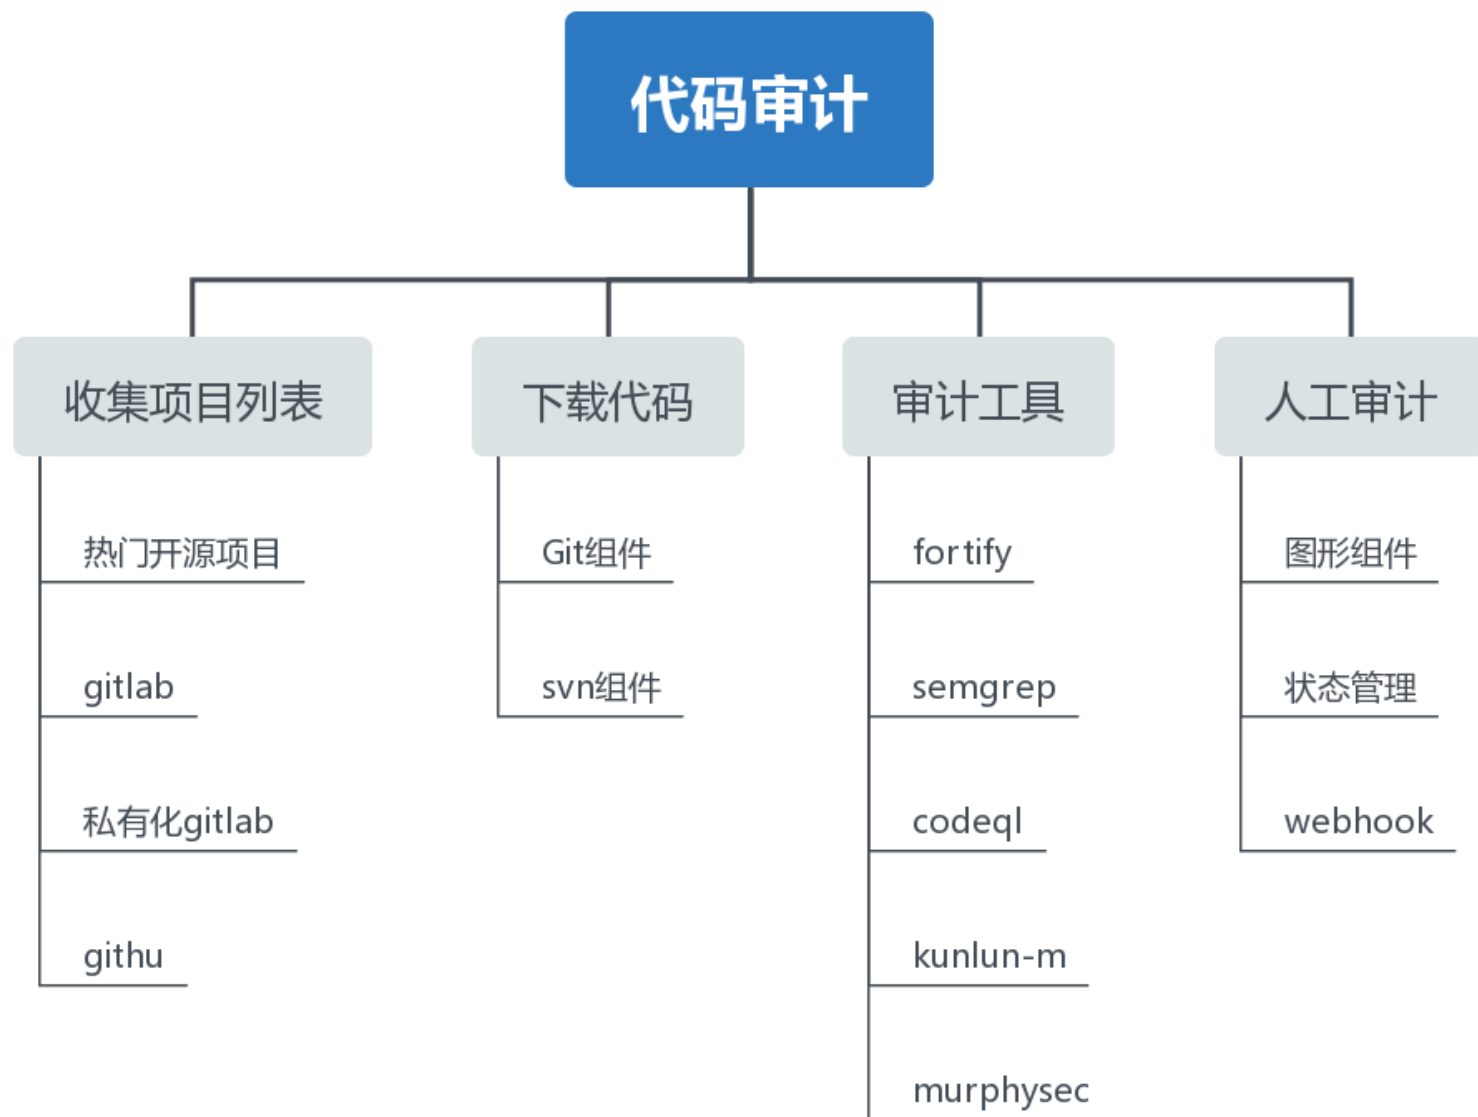 代码审计
收集项目列表
热门开源项目
gitlab
私有化gitlab
githu
下载代码
Git组件
svn组件
审计工具
fortify
semgrep
codeql
kunlun-m
murphysec
人工审计
图形组件
状态管理
webhook